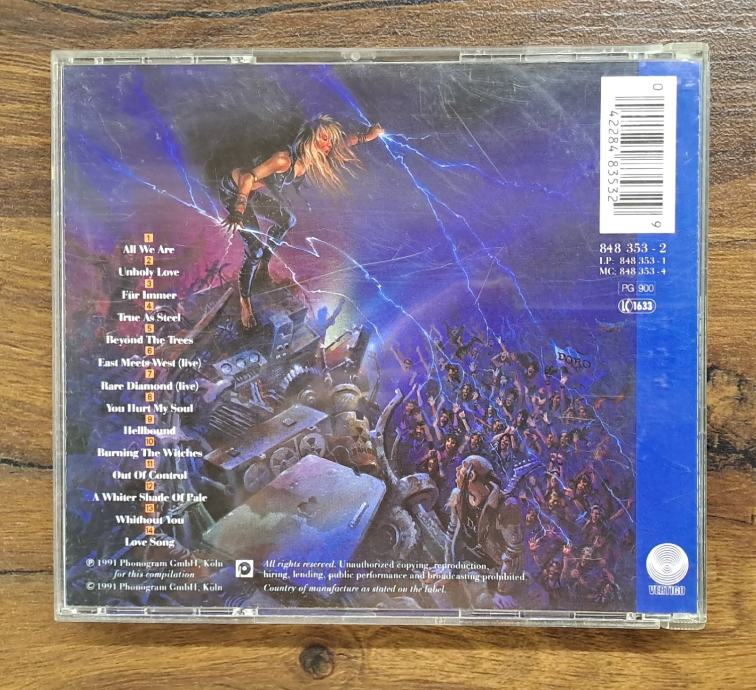 0
42284 83532
9
848 353 - 2
LP: 848 353 - 1
MC: 848 353 - 4
PG 900
LC 1633
1
All We Are
2
Unholy Love
3
Für Immer
4
True As Steel
5
Beyond The Trees
6
East Meets West (live)
7
Rare Diamond (live)
8
You Hurt My Soul
9
Hellbound
10
Burning The Witches
11
Out Of Control
12
A Whiter Shade Of Pale
13
Whithout You
14
Love Song
DORO
℗ 1991 Phonogram GmbH, Köln
for this compilation
© 1991 Phonogram GmbH, Köln
All rights reserved. Unauthorized copying, reproduction,
hiring, lending, public performance and broadcasting prohibited.
Country of manufacture as stated on the label.
VERTIGO